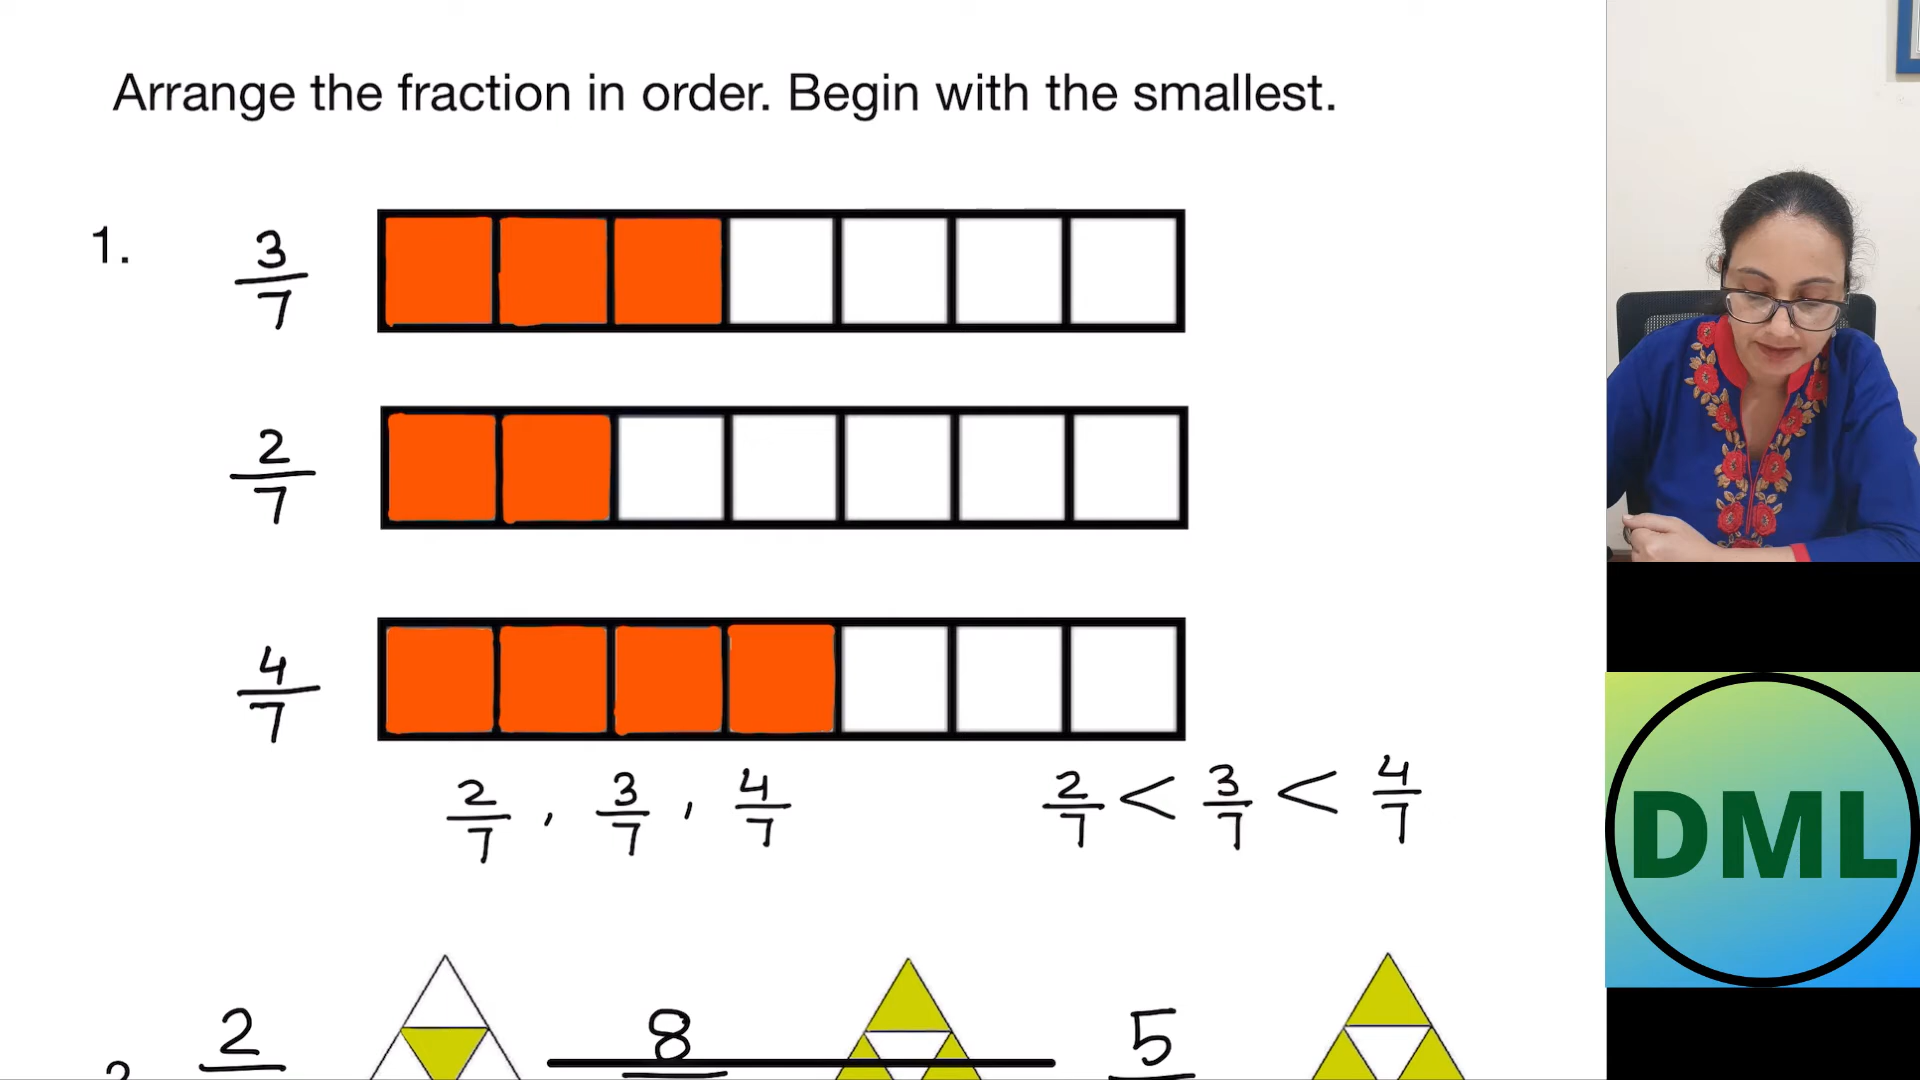 Arrange the fraction in order. Begin with the smallest.
1.
3/7
2/7
4/7
2/7 , 3/7 , 4/7
2/7 < 3/7 < 4/7
DML
2 8 5